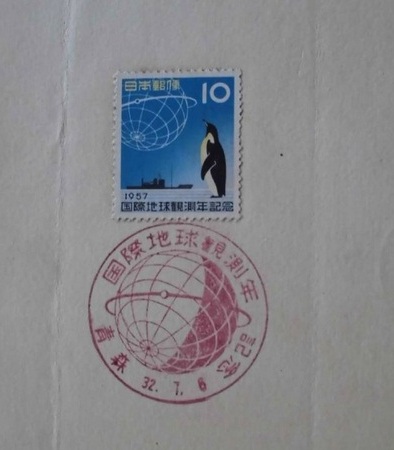 日本郵便 10
1957
国際地球観測年記念
国際地球観測年記念
青森
32.7.6